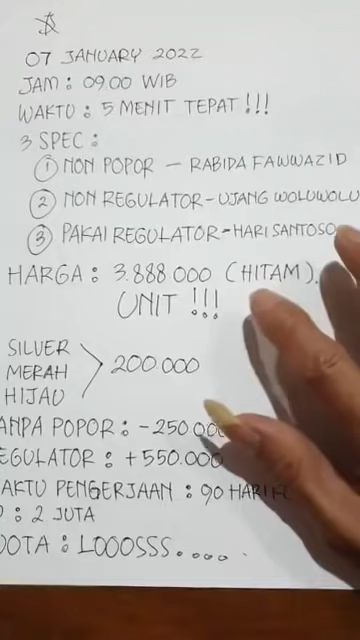 07 JANUARY 2022
JAM : 09.00 WIB
WAKTU : 5 MENIT TEPAT !!!
3 SPEC :
① NON POPOR – RABIDA FAWWAZID
② NON REGULATOR – UJANG WOLUWOLU
③ PAKAI REGULATOR – HARI SANTOSO
HARGA : 3.888.000 (HITAM).
UNIT !!!
SILVER
MERAH > 200.000
HIJAU
ANPA POPOR : -250.000
EGULATOR : +550.000
AKTU PENGERJAAN : 90 HARI
: 2 JUTA
OTA : LOOOSSS....